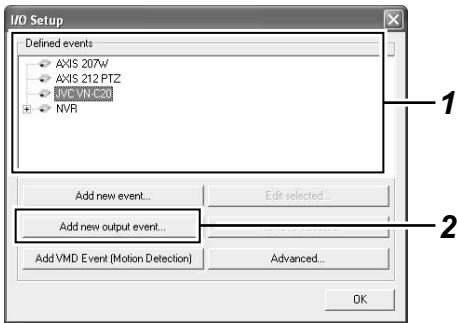 I/O Setup
Defined events
AXIS 207W
AXIS 212 PTZ
JVC VN-C20
NVR
1
Add new event...
Edit selected...
Add new output event...
2
Add VMD Event (Motion Detection)
Advanced...
OK